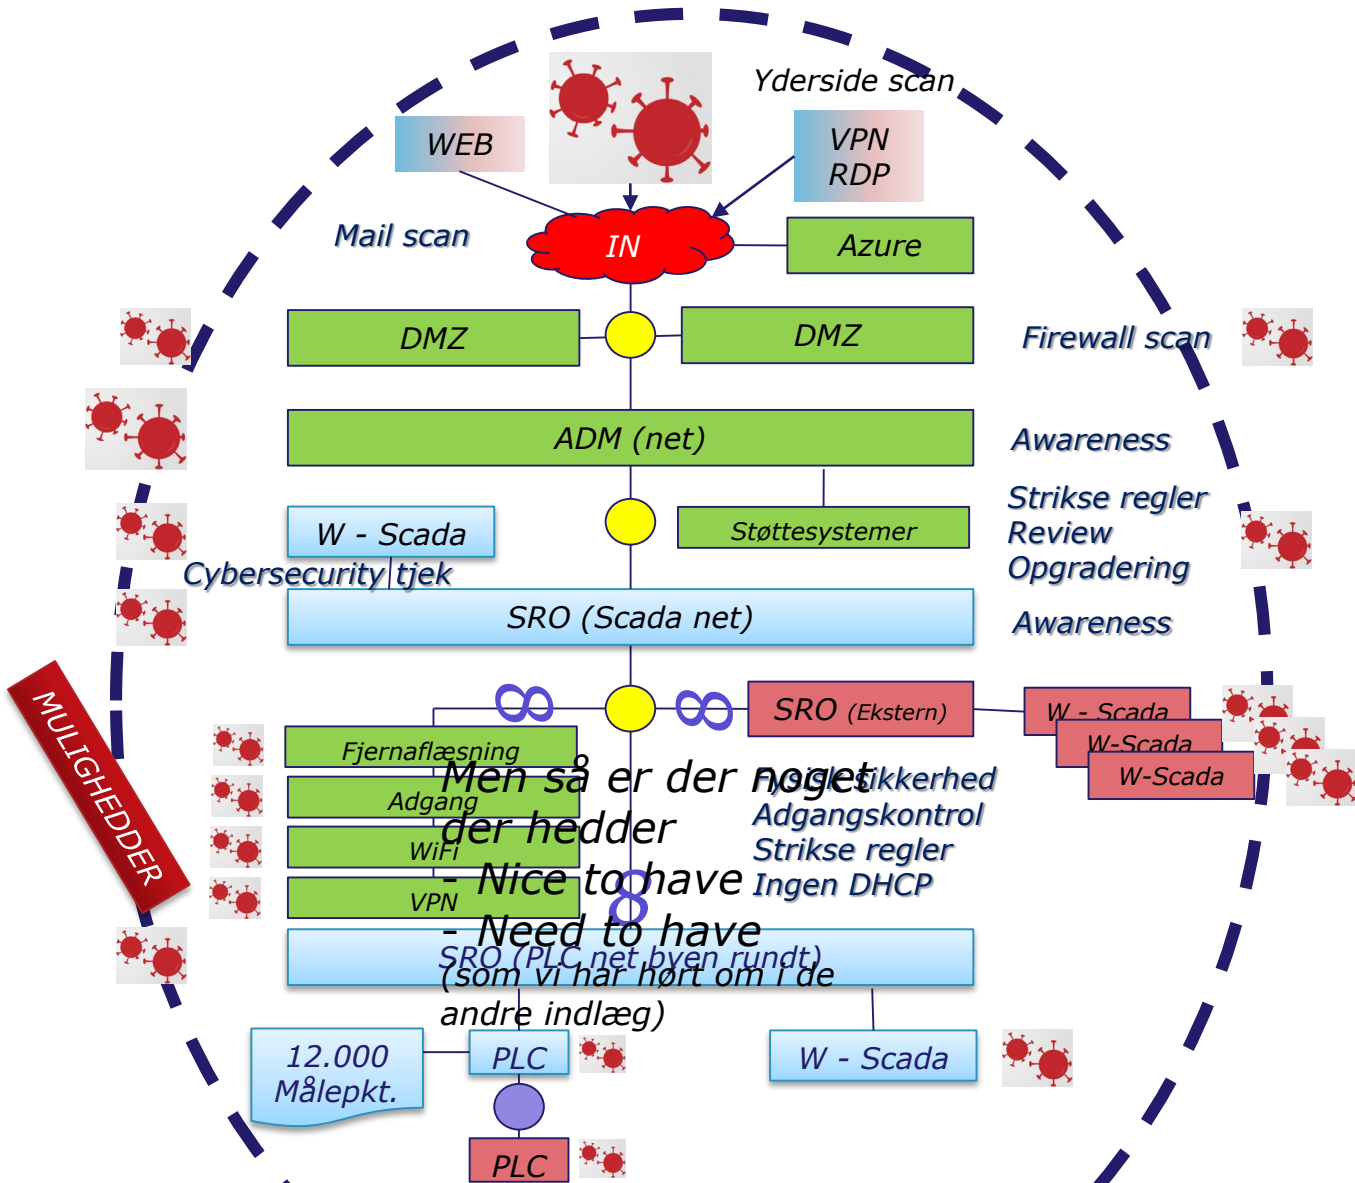 Yderside scan
WEB
VPN
RDP
Mail scan
IN
Azure
DMZ
DMZ
Firewall scan
ADM (net)
Awareness
W - Scada
Støttesystemer
Strikse regler
Review
Opgradering
Cybersecurity tjek
SRO (Scada net)
Awareness
MULIGHEDDER
SRO (Ekstern)
W - Scada
W-Scada
W-Scada
Fjernaflæsning
Adgang
WiFi
VPN
Men så er der noget
der hedder
- Nice to have
- Need to have
(som vi har hørt om i de
andre indlæg)
Fysisk sikkerhed
Adgangskontrol
Strikse regler
Ingen DHCP
SRO (PLC net byen rundt)
12.000
Målepkt.
PLC
W - Scada
PLC